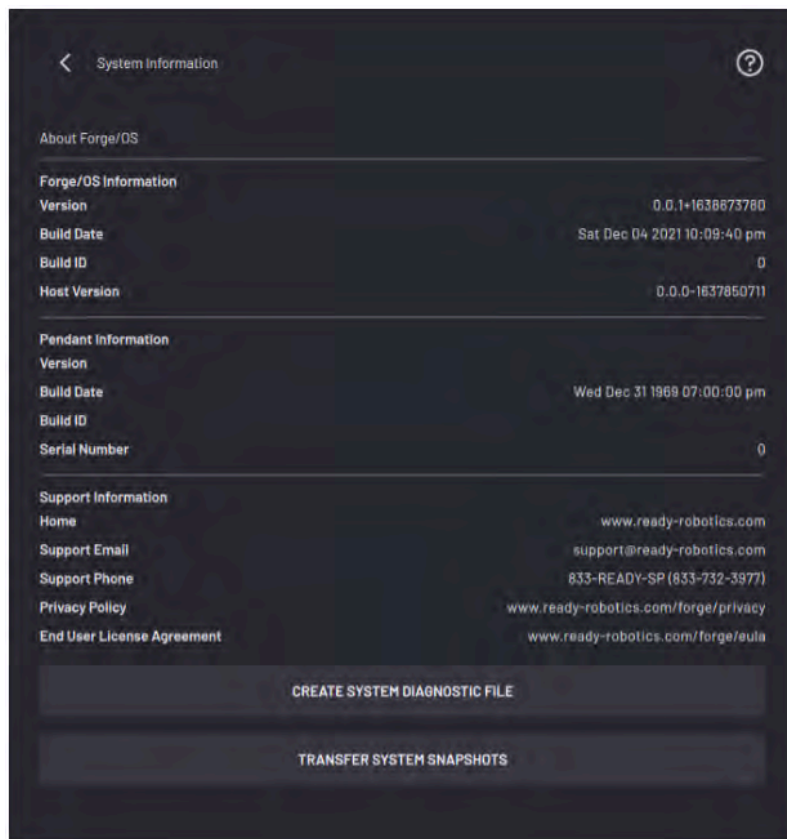 System Information
About Forge/OS
Forge/OS Information
Version 0.0.1+1638673780
Build Date Sat Dec 04 2021 10:09:40 pm
Build ID 0
Host Version 0.0.0-1637850711
Pendant Information
Version
Build Date Wed Dec 31 1969 07:00:00 pm
Build ID
Serial Number 0
Support Information
Home www.ready-robotics.com
Support Email support@ready-robotics.com
Support Phone 833-READY-SP (833-732-3977)
Privacy Policy www.ready-robotics.com/forge/privacy
End User License Agreement www.ready-robotics.com/forge/eula
CREATE SYSTEM DIAGNOSTIC FILE
TRANSFER SYSTEM SNAPSHOTS